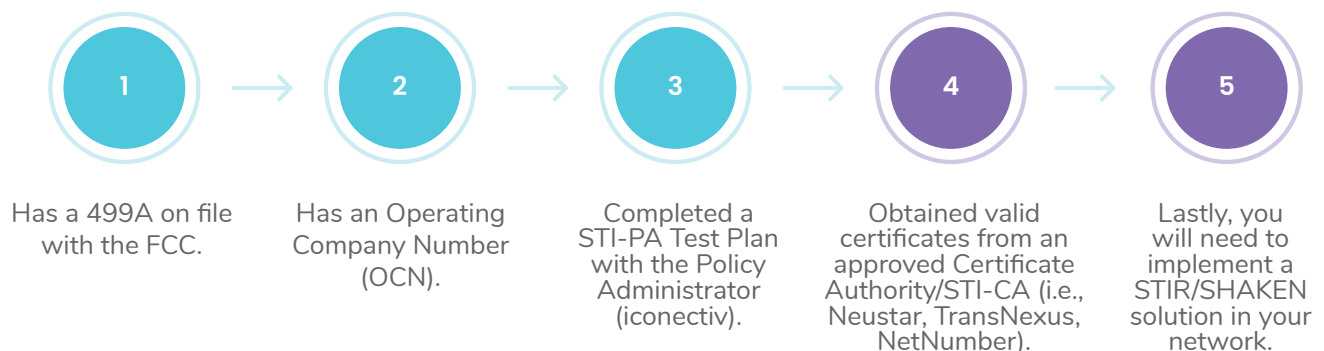 1
2
3
4
5
Has a 499A on file
with the FCC.
Has an Operating
Company Number
(OCN).
Completed a
STI-PA Test Plan
with the Policy
Administrator
(iconectiv).
Obtained valid
certificates from an
approved Certificate
Authority/STI-CA (i.e.,
Neustar, TransNexus,
NetNumber).
Lastly, you
will need to
implement a
STIR/SHAKEN
solution in your
network.